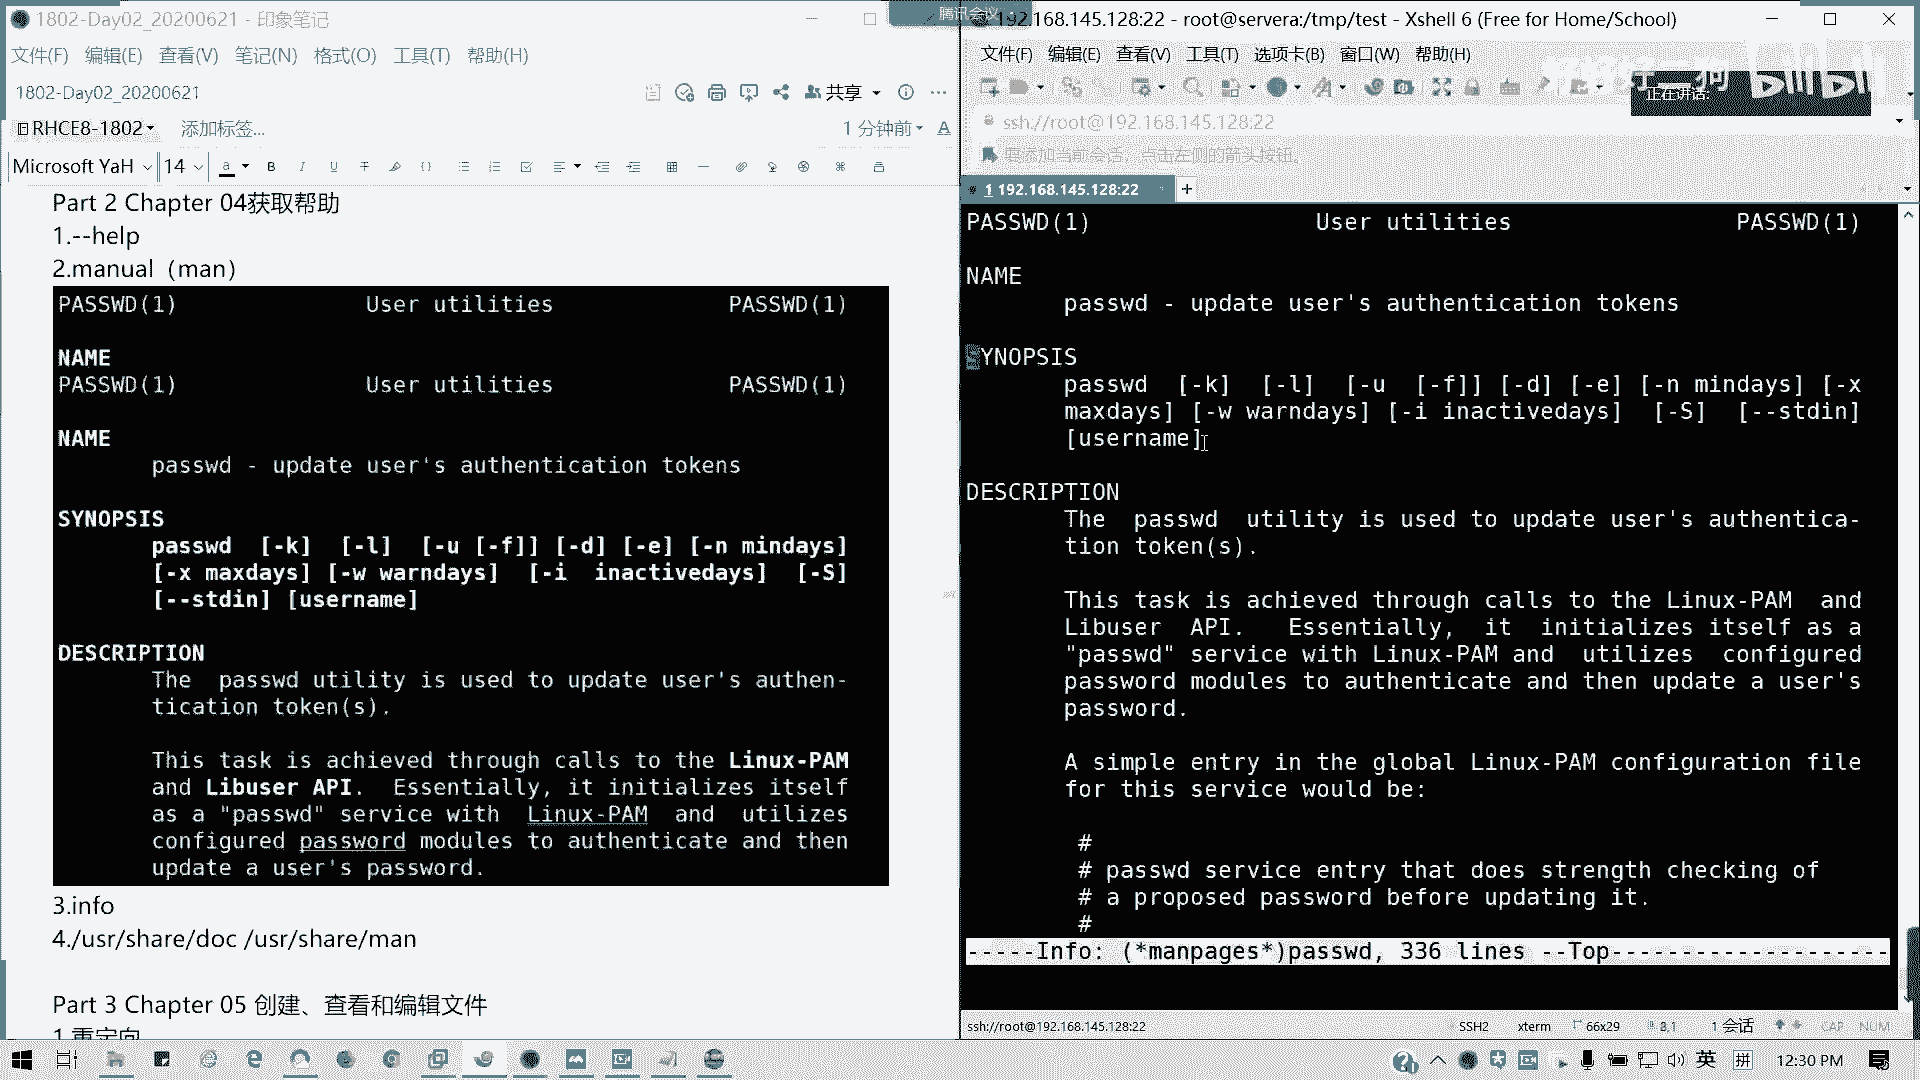 1802-Day02_20200621 - 印象笔记
文件(F) 编辑(E) 查看(V) 笔记(N) 格式(O) 工具(T) 帮助(H)
1802-Day02_20200621
共享
RHCE8-1802
添加标签...
1 分钟前
Microsoft YaH 14
Part 2 Chapter 04获取帮助
1.--help
2.manual（man）
PASSWD(1) User utilities PASSWD(1)
NAME
PASSWD(1) User utilities PASSWD(1)
NAME
passwd - update user's authentication tokens
SYNOPSIS
passwd [-k] [-l] [-u [-f]] [-d] [-e] [-n mindays]
[-x maxdays] [-w warndays] [-i inactivedays] [-S]
[--stdin] [username]
DESCRIPTION
The passwd utility is used to update user's authen-
tication token(s).
This task is achieved through calls to the Linux-PAM
and Libuser API. Essentially, it initializes itself
as a "passwd" service with Linux-PAM and utilizes
configured password modules to authenticate and then
update a user's password.
3.info
4./usr/share/doc /usr/share/man
Part 3 Chapter 05 创建、查看和编辑文件
1.重定向
腾讯会议
192.168.145.128:22 - root@servera:/tmp/test - Xshell 6 (Free for Home/School)
文件(F) 编辑(E) 查看(V) 工具(T) 选项卡(B) 窗口(W) 帮助(H)
正在讲话:
bilibili
ssh://root@192.168.145.128:22
要添加当前会话，点击左侧的箭头按钮。
1 192.168.145.128:22
PASSWD(1) User utilities PASSWD(1)
NAME
passwd - update user's authentication tokens
SYNOPSIS
passwd [-k] [-l] [-u [-f]] [-d] [-e] [-n mindays] [-x
maxdays] [-w warndays] [-i inactivedays] [-S] [--stdin]
[username]
DESCRIPTION
The passwd utility is used to update user's authentica-
tion token(s).
This task is achieved through calls to the Linux-PAM and
Libuser API. Essentially, it initializes itself as a
"passwd" service with Linux-PAM and utilizes configured
password modules to authenticate and then update a user's
password.
A simple entry in the global Linux-PAM configuration file
for this service would be:
#
# passwd service entry that does strength checking of
# a proposed password before updating it.
#
-----Info: (*manpages*)passwd, 336 lines --Top--------------------
ssh://root@192.168.145.128:22 SSH2 xterm 66x29 8,1 1 会话 CAP NUM
英 拼 12:30 PM